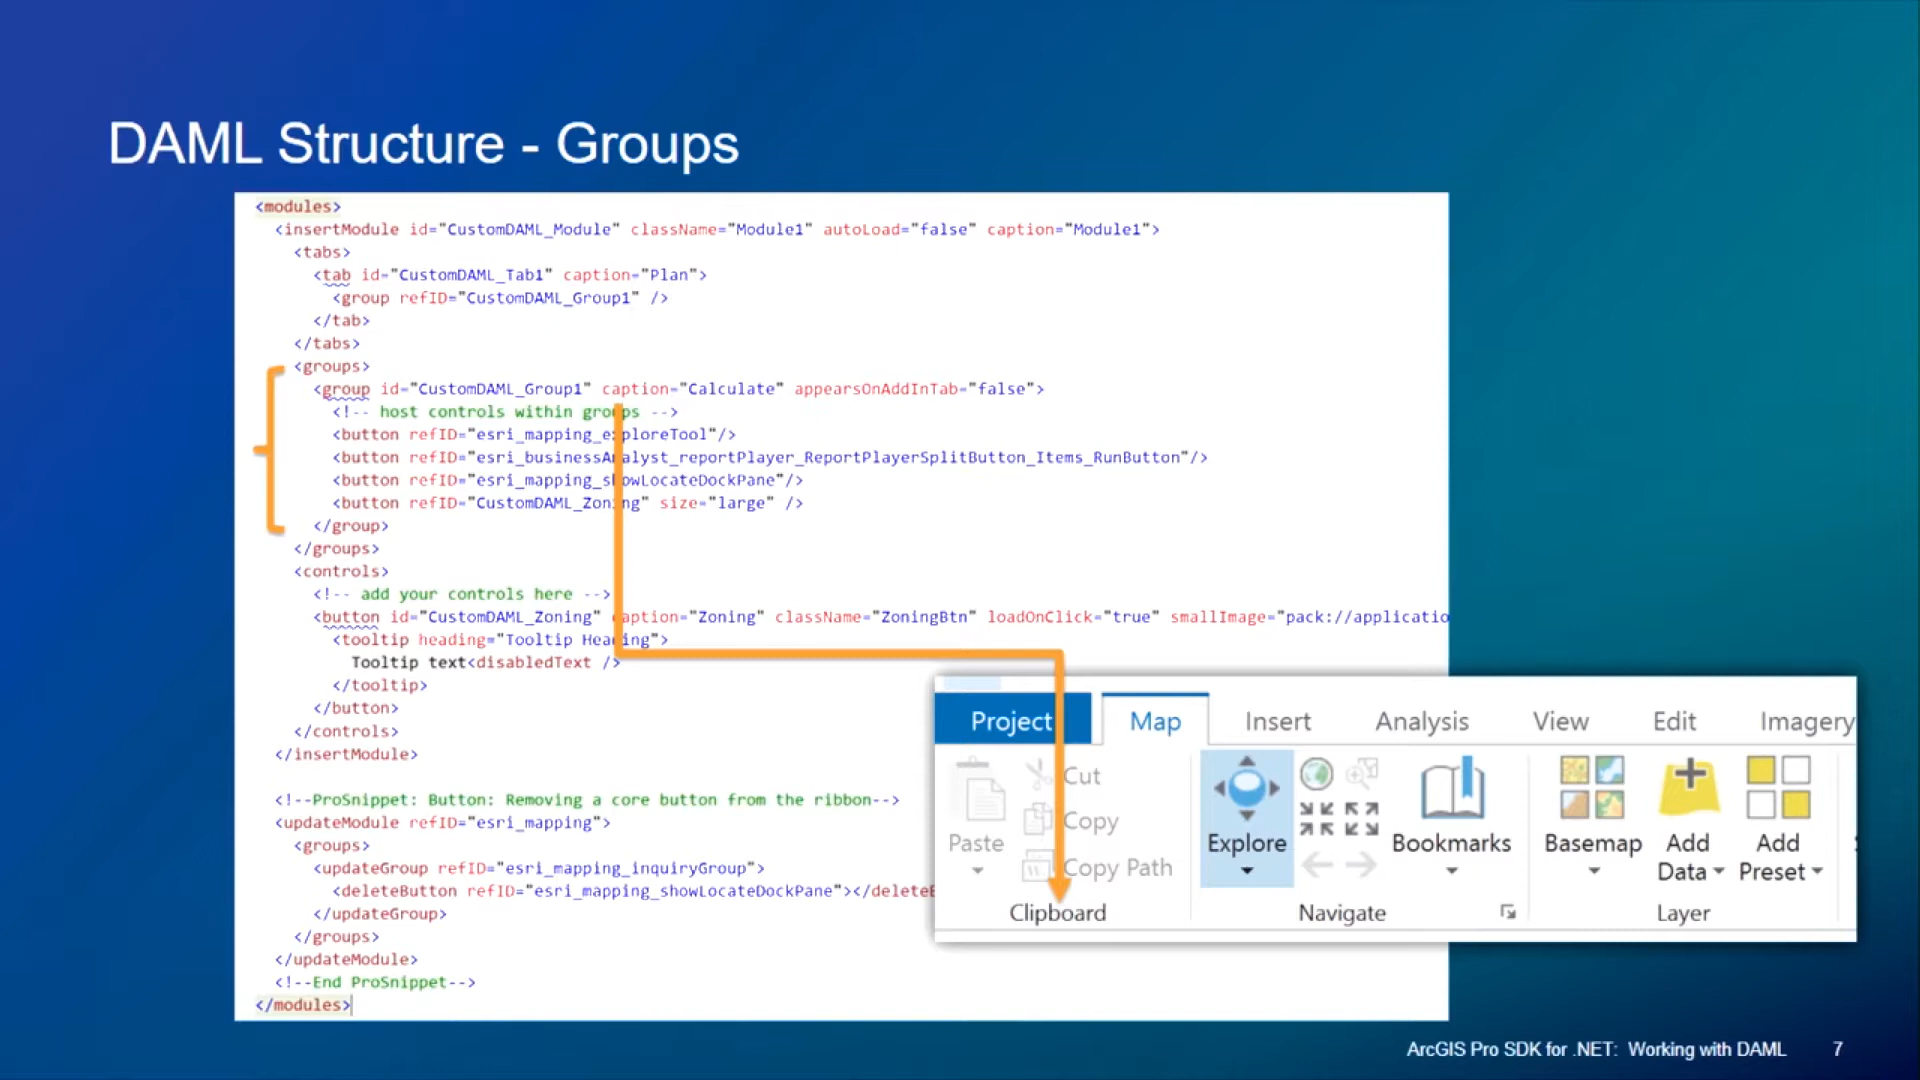 DAML Structure - Groups
<modules>
<insertModule id="CustomDAML_Module" className="Module1" autoLoad="false" caption="Module1">
<tabs>
<tab id="CustomDAML_Tab1" caption="Plan">
<group refID="CustomDAML_Group1" />
</tab>
</tabs>
<groups>
<group id="CustomDAML_Group1" caption="Calculate" appearsOnAddInTab="false">
<!-- host controls within groups -->
<button refID="esri_mapping_exploreTool"/>
<button refID="esri_businessAnalyst_reportPlayer_ReportPlayerSplitButton_Items_RunButton"/>
<button refID="esri_mapping_showLocateDockPane"/>
<button refID="CustomDAML_Zoning" size="large" />
</group>
</groups>
<controls>
<!-- add your controls here -->
<button id="CustomDAML_Zoning" caption="Zoning" className="ZoningBtn" loadOnClick="true" smallImage="pack://applicatio
<tooltip heading="Tooltip Heading">
Tooltip text<disabledText />
</tooltip>
</button>
</controls>
</insertModule>
<!--ProSnippet: Button: Removing a core button from the ribbon-->
<updateModule refID="esri_mapping">
<groups>
<updateGroup refID="esri_mapping_inquiryGroup">
<deleteButton refID="esri_mapping_showLocateDockPane"></delete
</updateGroup>
</groups>
</updateModule>
<!--End ProSnippet-->
</modules>
Project Map Insert Analysis View Edit Imagery
Cut
Copy
Paste
Copy Path
Clipboard
Explore
Bookmarks
Navigate
Basemap
Add Data
Add Preset
Layer
ArcGIS Pro SDK for .NET: Working with DAML 7